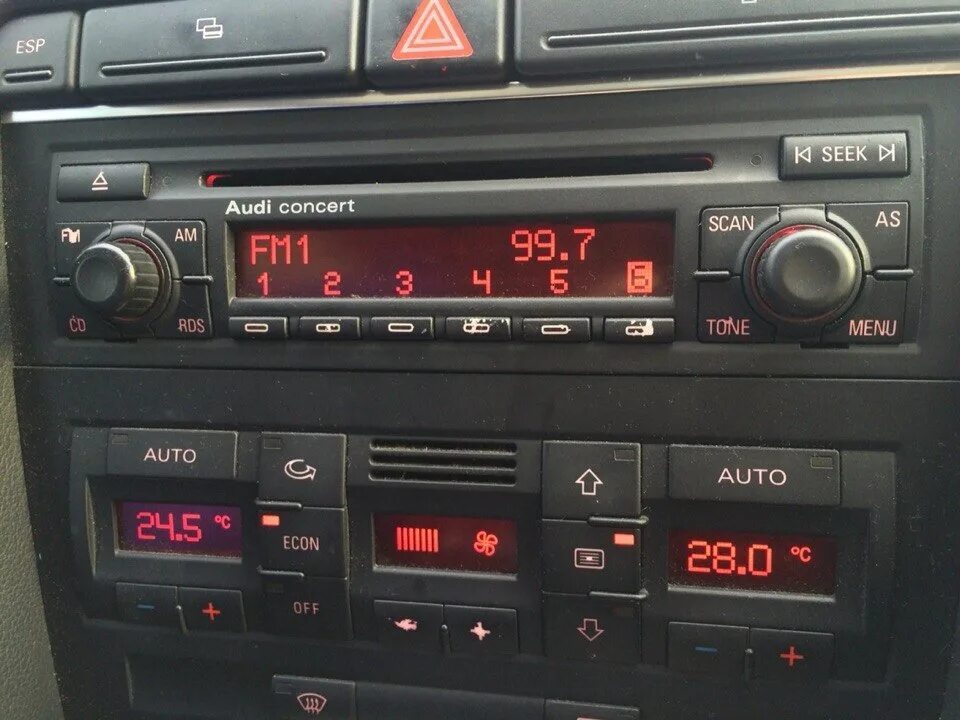 ESP
SEEK
Audi concert
FM AM
SCAN AS
FM1 99.7
1 2 3 4 5 6
CD RDS
TONE MENU
AUTO
AUTO
24.5 °C
ECON
28.0 °C
OFF
- +
- +